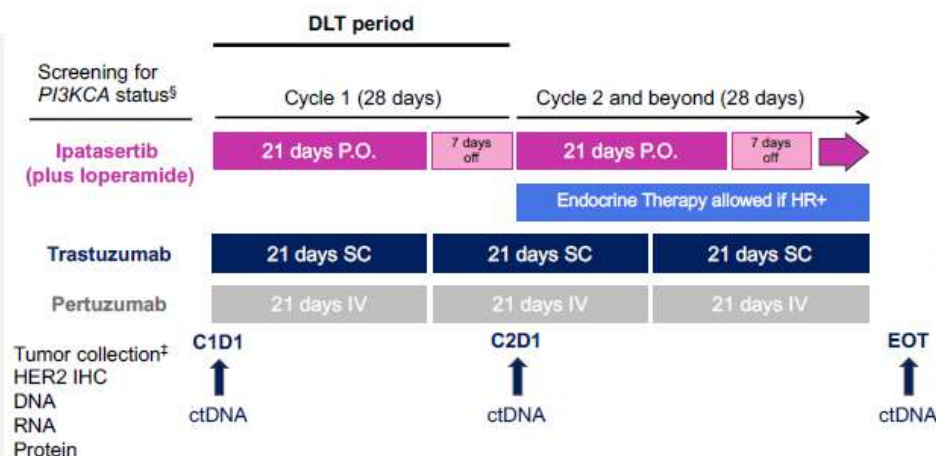 DLT period
Screening for
PI3KCA status§
Cycle 1 (28 days)
Cycle 2 and beyond (28 days)
Ipatasertib
(plus loperamide)
21 days P.O.
7 days
off
21 days P.O.
7 days
off
Endocrine Therapy allowed if HR+
Trastuzumab
21 days SC
21 days SC
21 days SC
Pertuzumab
21 days IV
21 days IV
21 days IV
C1D1
C2D1
EOT
Tumor collection‡
HER2 IHC
DNA
RNA
Protein
ctDNA
ctDNA
ctDNA